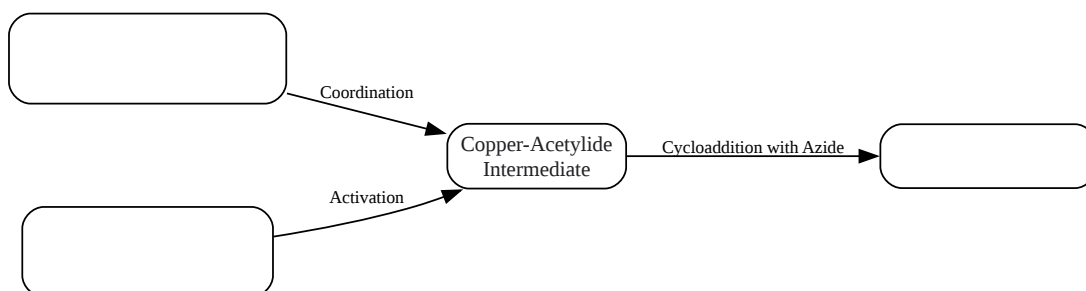 Coordination
Copper-Acetylide
Intermediate
Cycloaddition with Azide
Activation